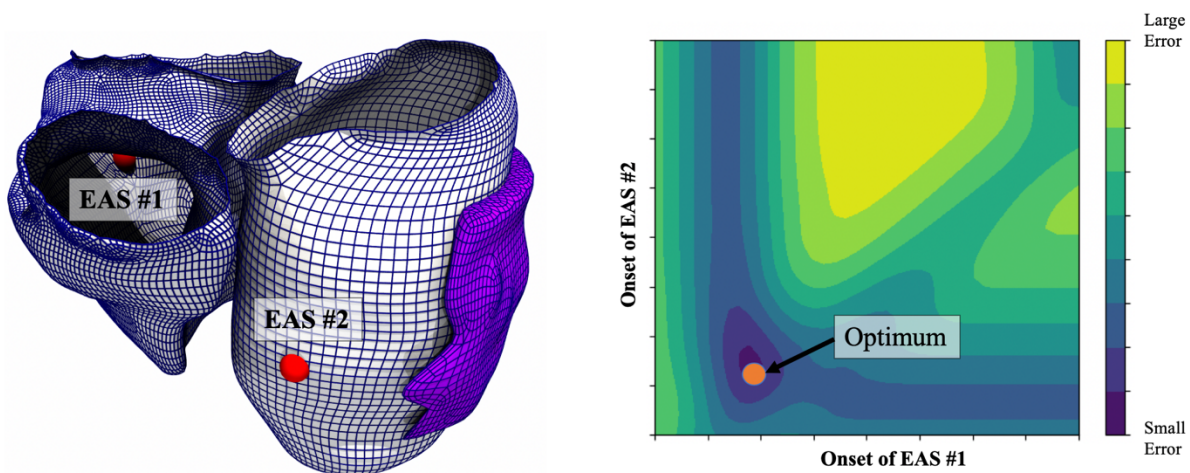 EAS #1
EAS #2
Onset of EAS #2
Optimum
Onset of EAS #1
Large
Error
Small
Error